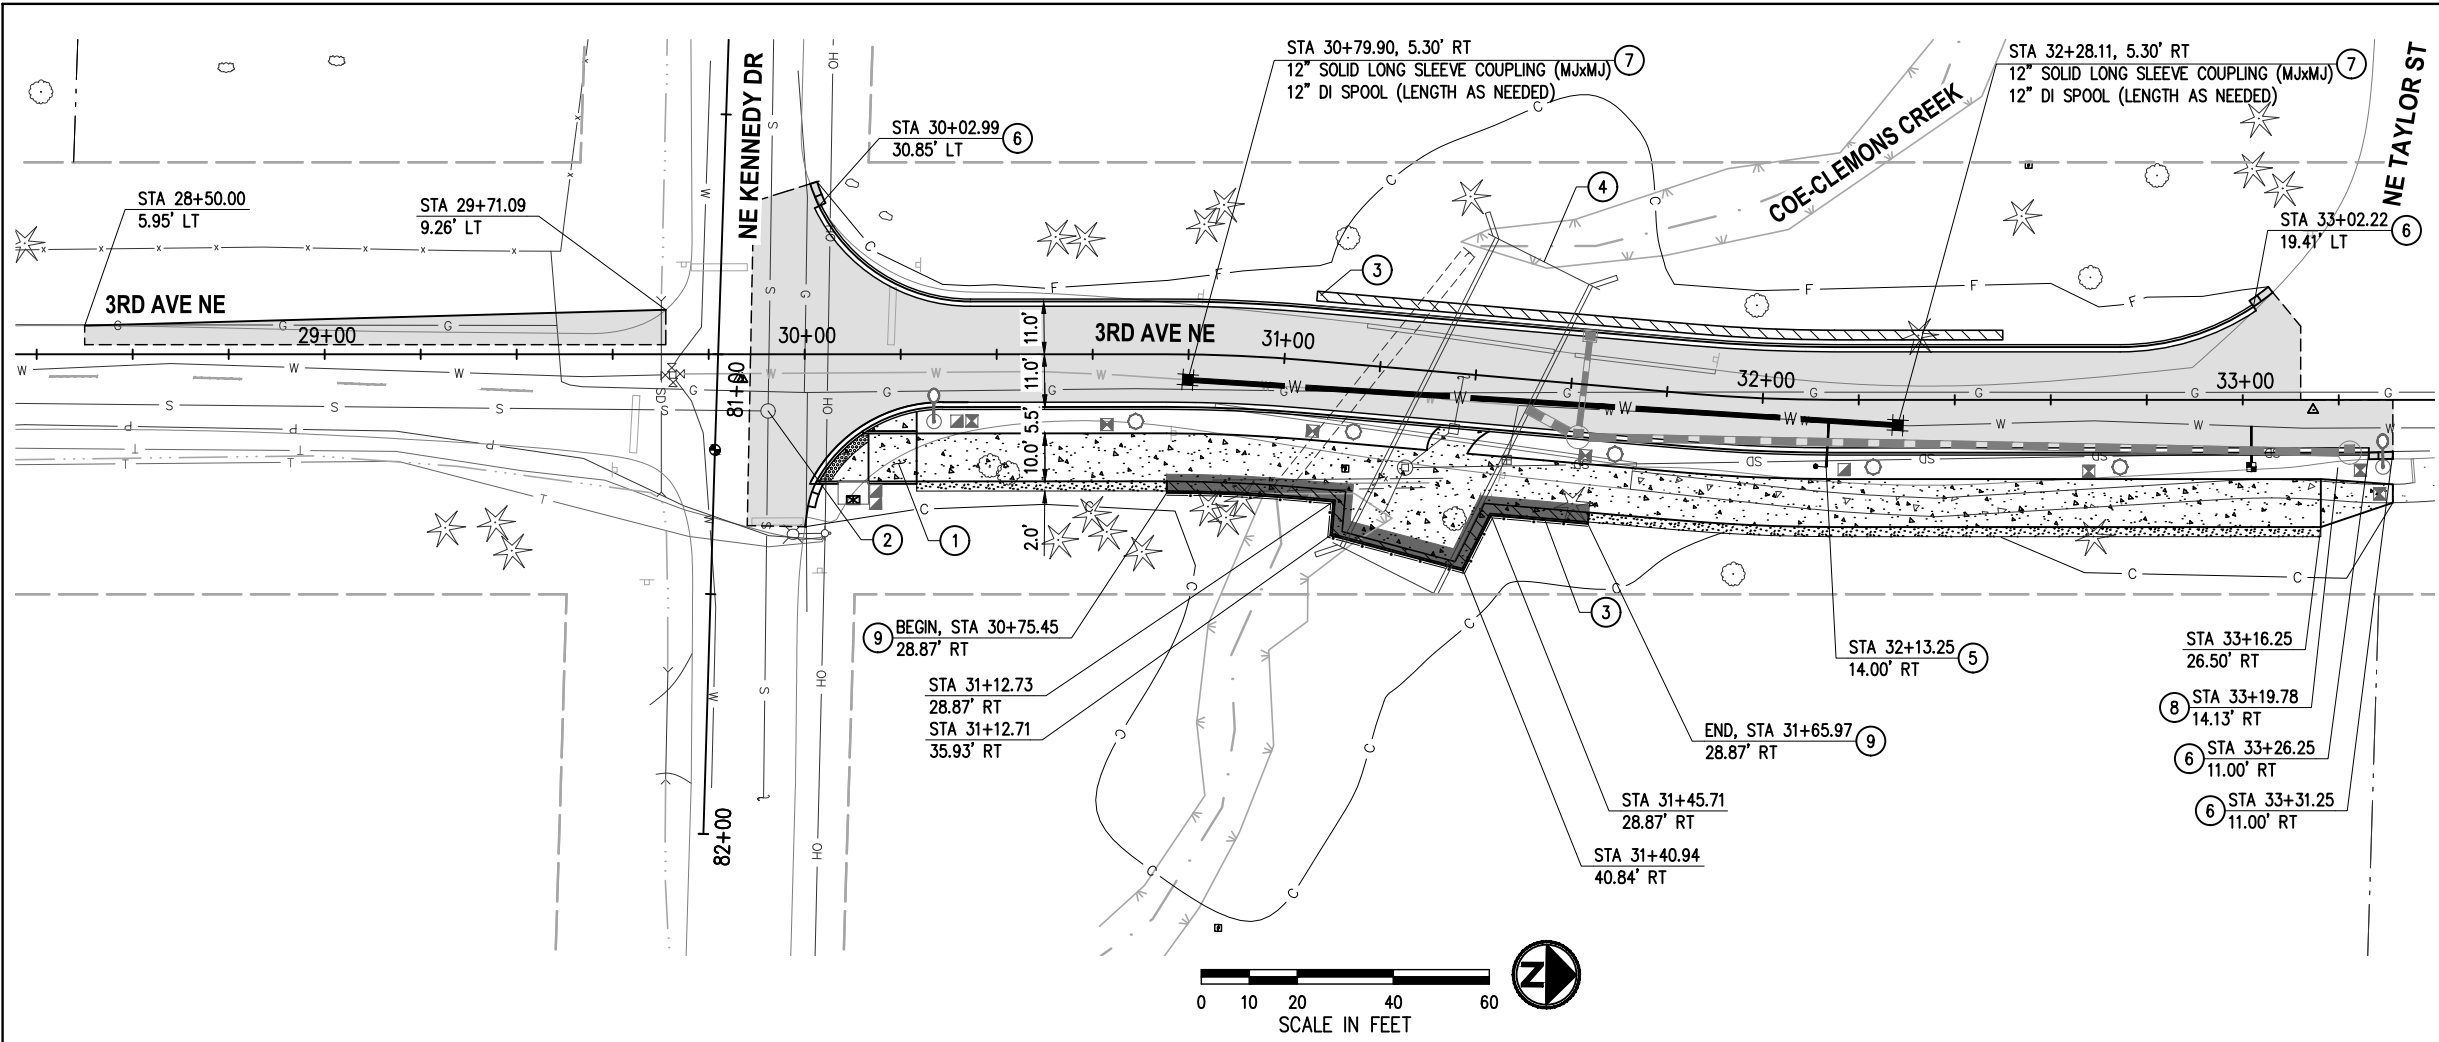 STA 30+79.90, 5.30' RT
12" SOLID LONG SLEEVE COUPLING (MJxMJ)
12" DI SPOOL (LENGTH AS NEEDED)
7
STA 32+28.11, 5.30' RT
12" SOLID LONG SLEEVE COUPLING (MJxMJ)
12" DI SPOOL (LENGTH AS NEEDED)
7
NE TAYLOR ST
NE KENNEDY DR
COE-CLEMONS CREEK
STA 30+02.99
30.85' LT
6
4
STA 28+50.00
5.95' LT
STA 29+71.09
9.26' LT
STA 33+02.22
19.41' LT
6
3
3RD AVE NE
29+00
30+00
3RD AVE NE
31+00
32+00
33+00
11.0'
11.0'
5.5'
10.0'
2.0'
81+00
82+00
2
1
9
BEGIN, STA 30+75.45
28.87' RT
3
STA 32+13.25
14.00' RT
5
STA 33+16.25
26.50' RT
STA 31+12.73
28.87' RT
8
STA 33+19.78
14.13' RT
STA 31+12.71
35.93' RT
END, STA 31+65.97
28.87' RT
9
6
STA 33+26.25
11.00' RT
STA 31+45.71
28.87' RT
6
STA 33+31.25
11.00' RT
STA 31+40.94
40.84' RT
0 10 20 40 60
SCALE IN FEET
Z